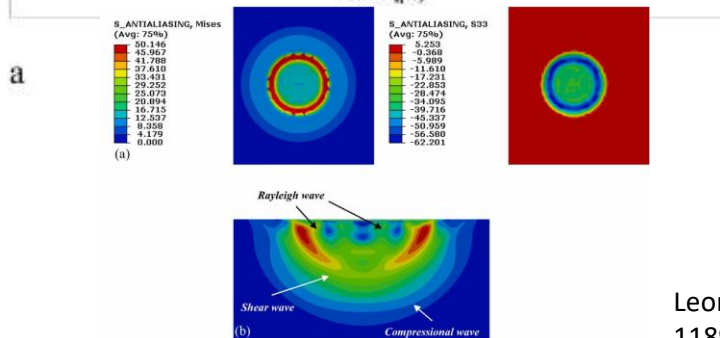 a
S_ANTIALIASING, Mises
(Avg: 75%)
50.146
45.967
41.788
37.610
33.431
29.252
25.073
20.894
16.715
12.537
8.358
4.179
0.000
(a)
S_ANTIALIASING, S33
(Avg: 75%)
5.253
-0.368
-5.989
-11.610
-17.231
-22.853
-28.474
-34.095
-39.716
-45.337
-50.959
-56.580
-62.201
Rayleigh wave
Shear wave
(b)
Compressional wave